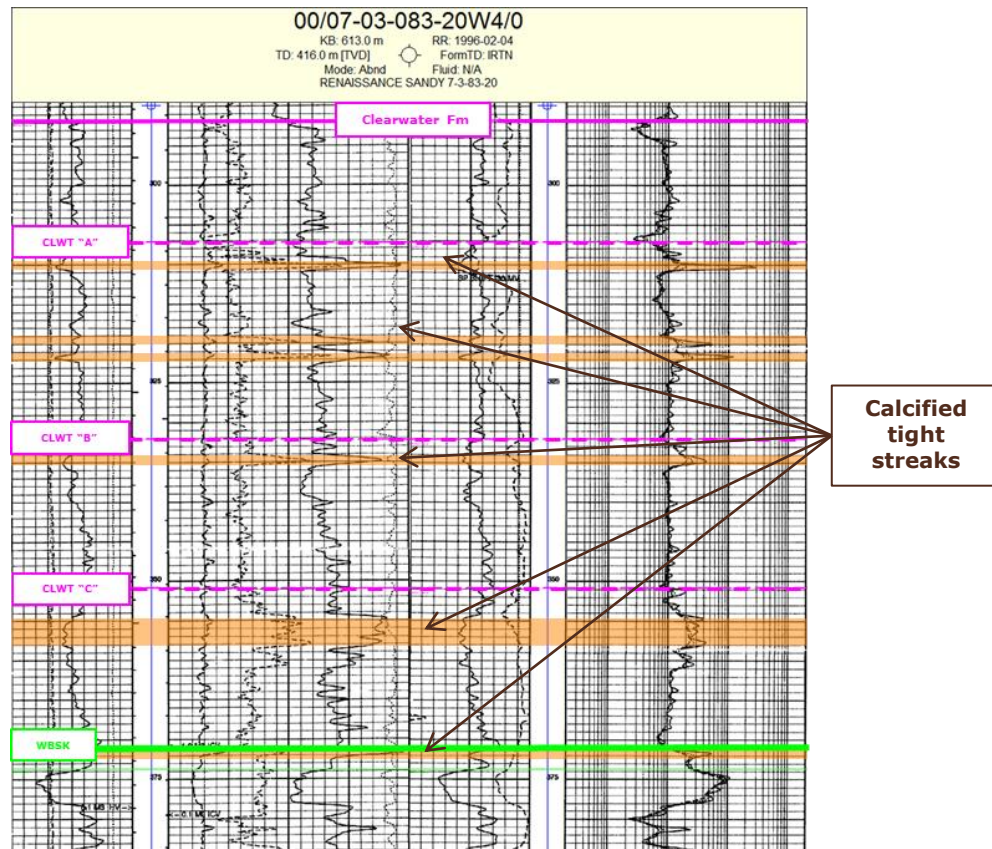 00/07-03-083-20W4/0
KB: 613.0 m RR: 1996-02-04
TD: 416.0 m [TVD] FormTD: IRTN
Mode: Abnd Fluid: N/A
RENAISSANCE SANDY 7-3-83-20
Clearwater Fm
300 300
CLWT "A"
325 325
Calcified
tight
streaks
CLWT "B"
350 350
CLWT "C"
WBSK
375 375